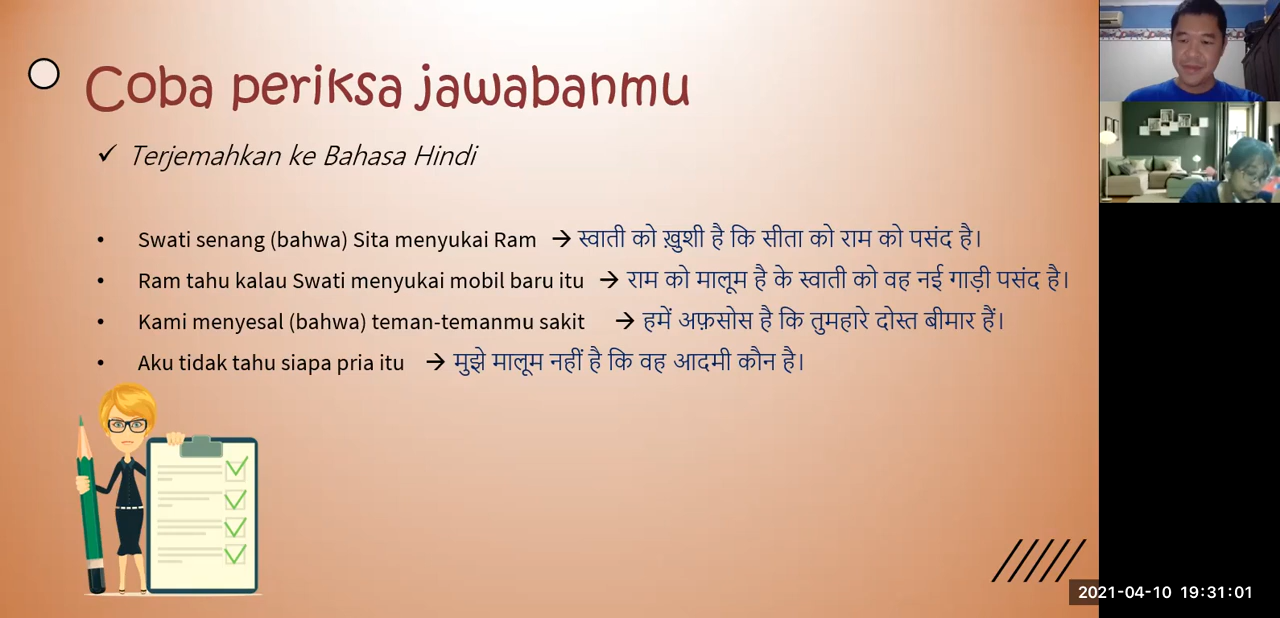 Coba periksa jawabanmu
✓ Terjemahkan ke Bahasa Hindi
• Swati senang (bahwa) Sita menyukai Ram → स्वाती को ख़ुशी है कि सीता को राम को पसंद है।
• Ram tahu kalau Swati menyukai mobil baru itu → राम को मालूम है के स्वाती को वह नई गाड़ी पसंद है।
• Kami menyesal (bahwa) teman-temanmu sakit → हमें अफ़सोस है कि तुमहारे दोस्त बीमार हैं।
• Aku tidak tahu siapa pria itu → मुझे मालूम नहीं है कि वह आदमी कौन है।
2021-04-10 19:31:01